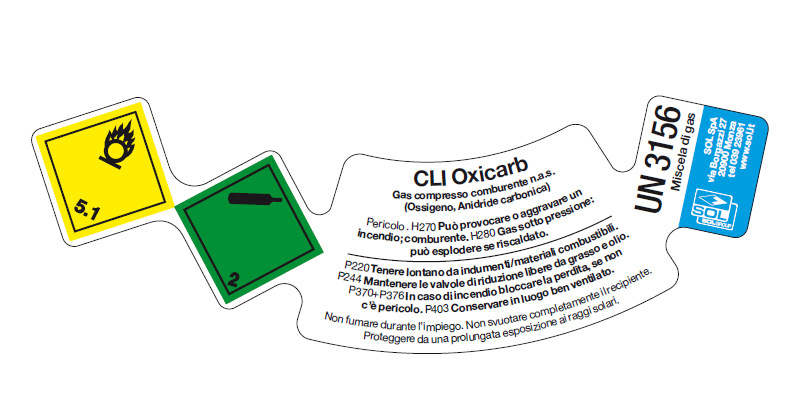 5.1
2
CLI Oxicarb
Gas compresso comburente n.a.s.
(Ossigeno, Anidride carbonica)
Pericolo . H270 Può provocare o aggravare un
incendio; comburente. H280 Gas sotto pressione:
può esplodere se riscaldato.
P220 Tenere lontano da indumenti/materiali combustibili.
P244 Mantenere le valvole di riduzione libere da grasso e olio.
P370+P376 In caso di incendio bloccare la perdita, se non
c'è pericolo. P403 Conservare in luogo ben ventilato.
Non fumare durante l'impiego. Non svuotare completamente il recipiente.
Proteggere da una prolungata esposizione ai raggi solari.
UN 3156
Miscela di gas
SOL SpA
via Borgazzi 27
20900 Monza
tel 039 23961
www.sol.it
SOL